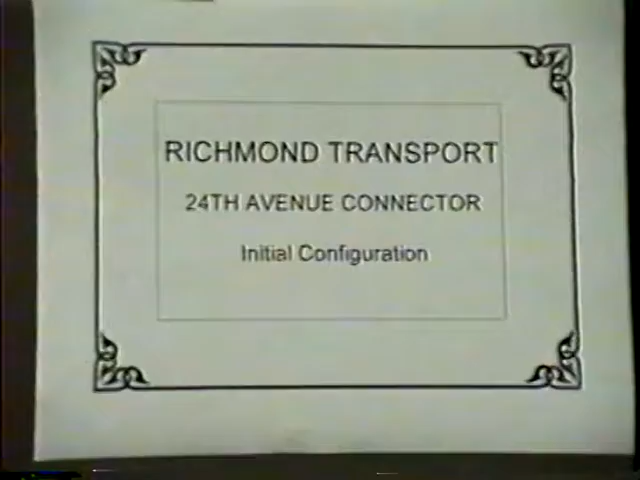 RICHMOND TRANSPORT
24TH AVENUE CONNECTOR
Initial Configuration